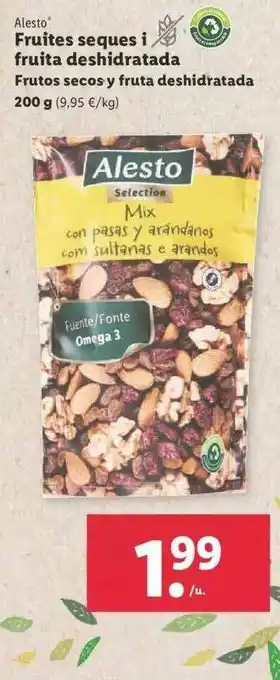 Alesto®
Fruites seques i
fruita deshidratada
Frutos secos y fruta deshidratada
200 g (9,95 €/kg)
Alesto
Selection
Mix
con pasas y arándanos
com sultanas e arandos
Fuente/Fonte
Omega 3
1.99
/u.